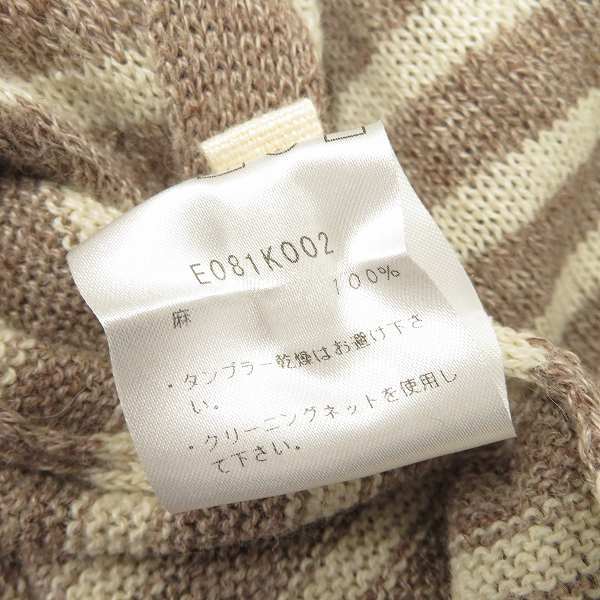 E081K002
麻 100%
・タンブラー乾燥はお避け下さ
い。
・クリーニングネットを使用し
て下さい。